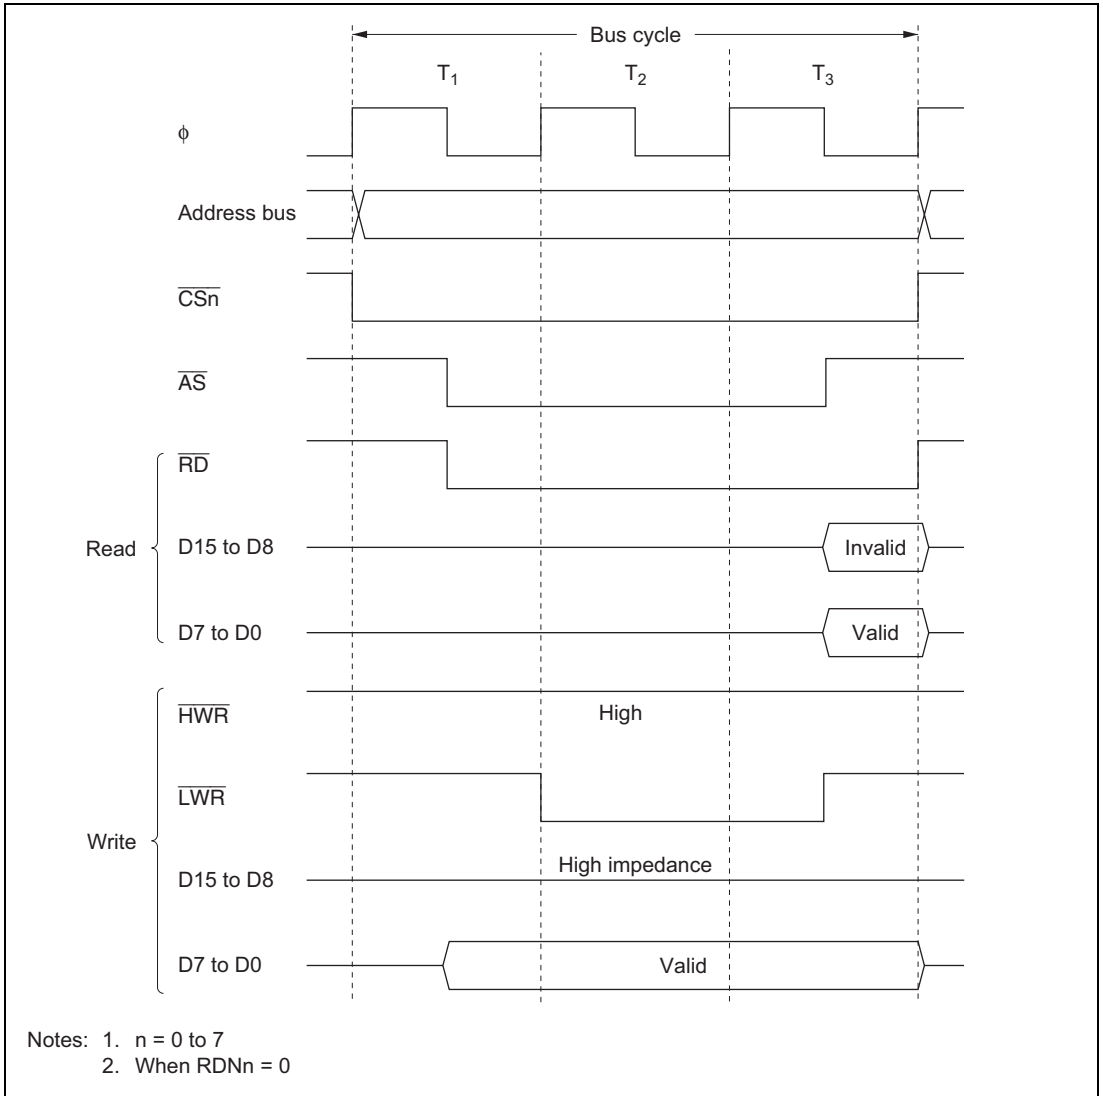 Bus cycle
T1 T2 T3
ϕ
Address bus
CSn
AS
RD
Read D15 to D8 Invalid
D7 to D0 Valid
HWR High
LWR
Write
High impedance
D15 to D8
D7 to D0 Valid
Notes: 1. n = 0 to 7
2. When RDNn = 0